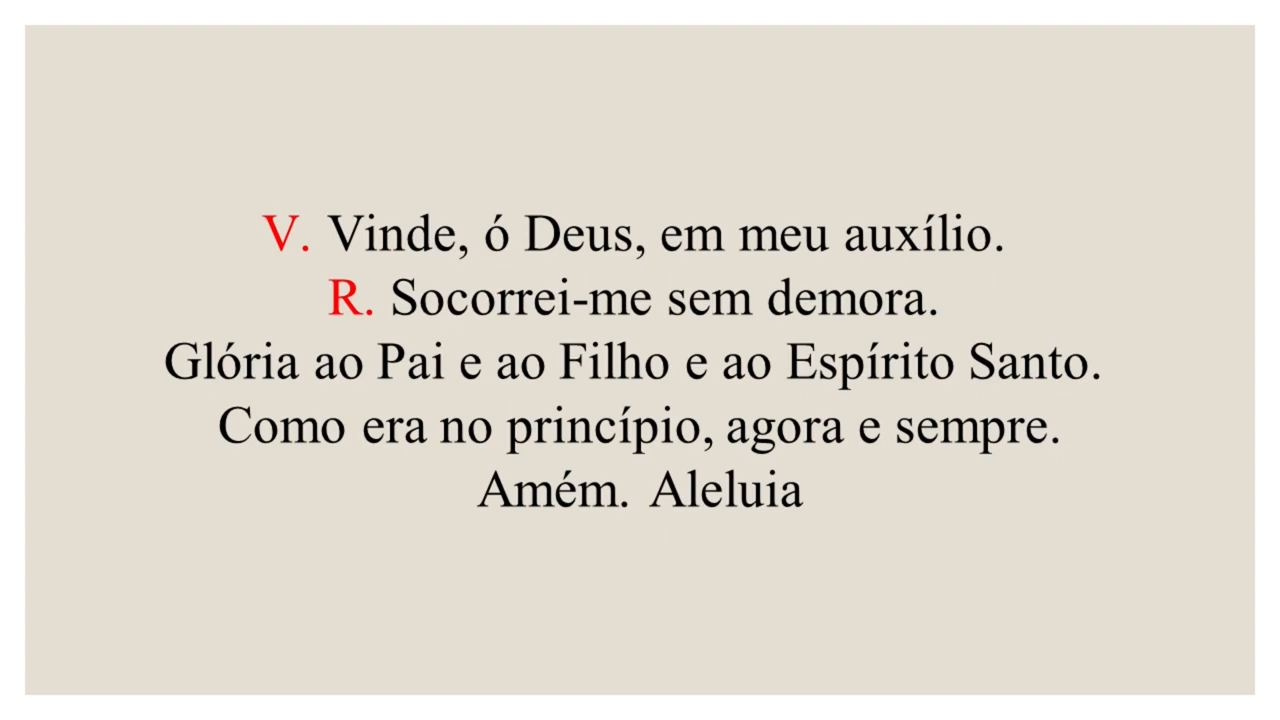 V. Vinde, ó Deus, em meu auxílio.
R. Socorrei-me sem demora.
Glória ao Pai e ao Filho e ao Espírito Santo.
Como era no princípio, agora e sempre.
Amém. Aleluia